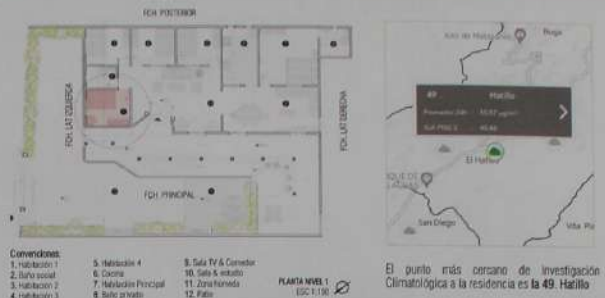 FCH. POSTERIOR
FCH. LAT IZQUIERDA
FCH. LAT DERECHA
FCH. PRINCIPAL
Convenciones:
1. Habitación 1
2. Baño social
3. Habitación 2
4. Habitación 3
5. Habitación 4
6. Cocina
7. Habitación Principal
8. Baño privado
9. Sala TV & Comedor
10. Sala & estudio
11. Zona húmeda
12. Patio
PLANTA NIVEL 1
ESC 1:150
Buga
49
Hatillo
El Hatillo
San Diego
Vita
El punto más cercano de Investigación
Climatológica a la residencia es la 49. Hatillo